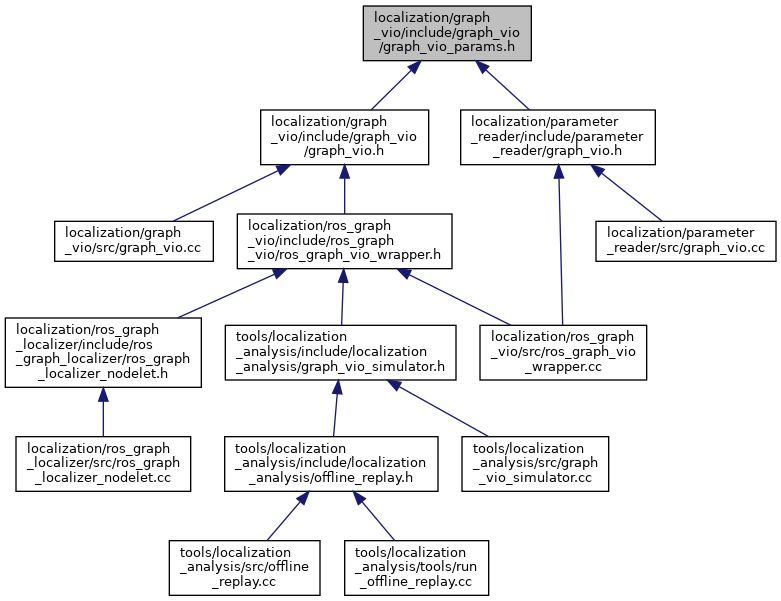 localization/graph
_vio/include/graph_vio
/graph_vio_params.h
localization/graph
_vio/include/graph_vio
/graph_vio.h
localization/parameter
_reader/include/parameter
_reader/graph_vio.h
localization/graph
_vio/src/graph_vio.cc
localization/ros_graph
_vio/include/ros_graph
_vio/ros_graph_vio_wrapper.h
localization/parameter
_reader/src/graph_vio.cc
localization/ros_graph
_localizer/include/ros
_graph_localizer/ros_graph
_localizer_nodelet.h
tools/localization
_analysis/include/localization
_analysis/graph_vio_simulator.h
localization/ros_graph
_vio/src/ros_graph_vio
_wrapper.cc
localization/ros_graph
_localizer/src/ros_graph
_localizer_nodelet.cc
tools/localization
_analysis/include/localization
_analysis/offline_replay.h
tools/localization
_analysis/src/graph
_vio_simulator.cc
tools/localization
_analysis/src/offline
_replay.cc
tools/localization
_analysis/tools/run
_offline_replay.cc